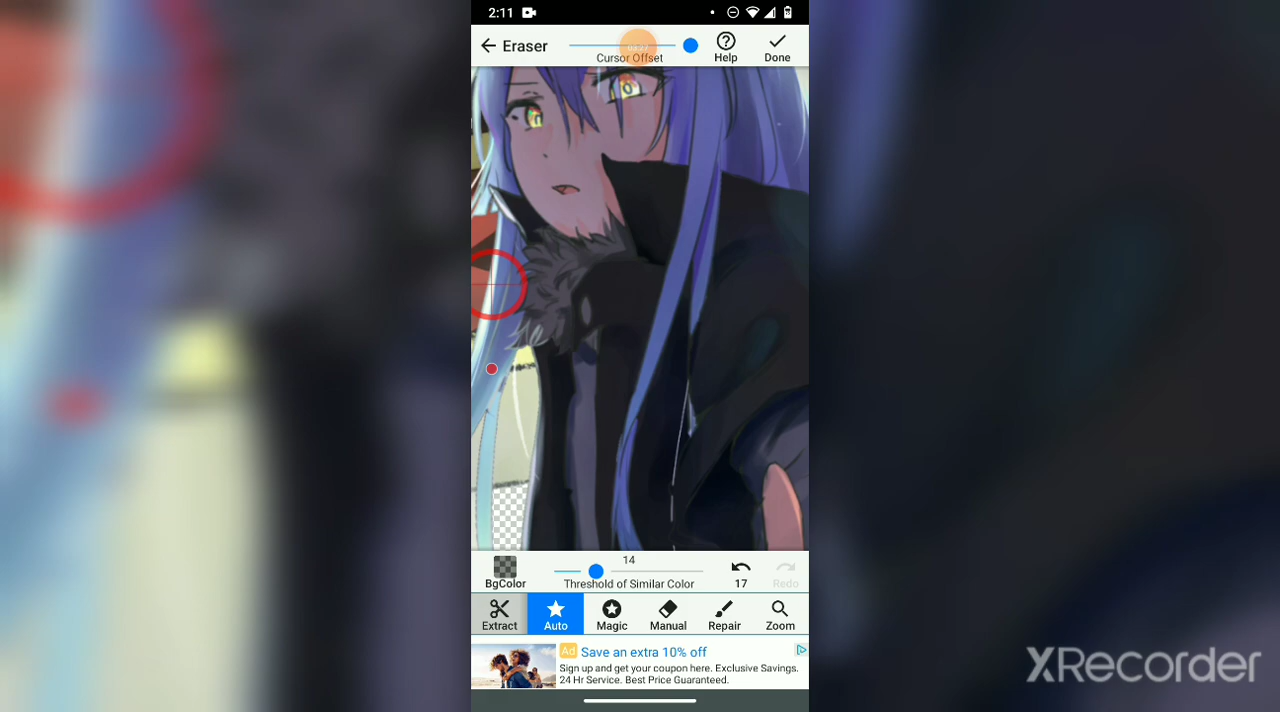 2:11
Eraser
03:27
Cursor Offset
Help
Done
14
BgColor
Threshold of Similar Color
17
Redo
Extract
Auto
Magic
Manual
Repair
Zoom
Ad Save an extra 10% off
Sign up and get your coupon here. Exclusive Savings.
24 Hr Service. Best Price Guaranteed.
XRecorder